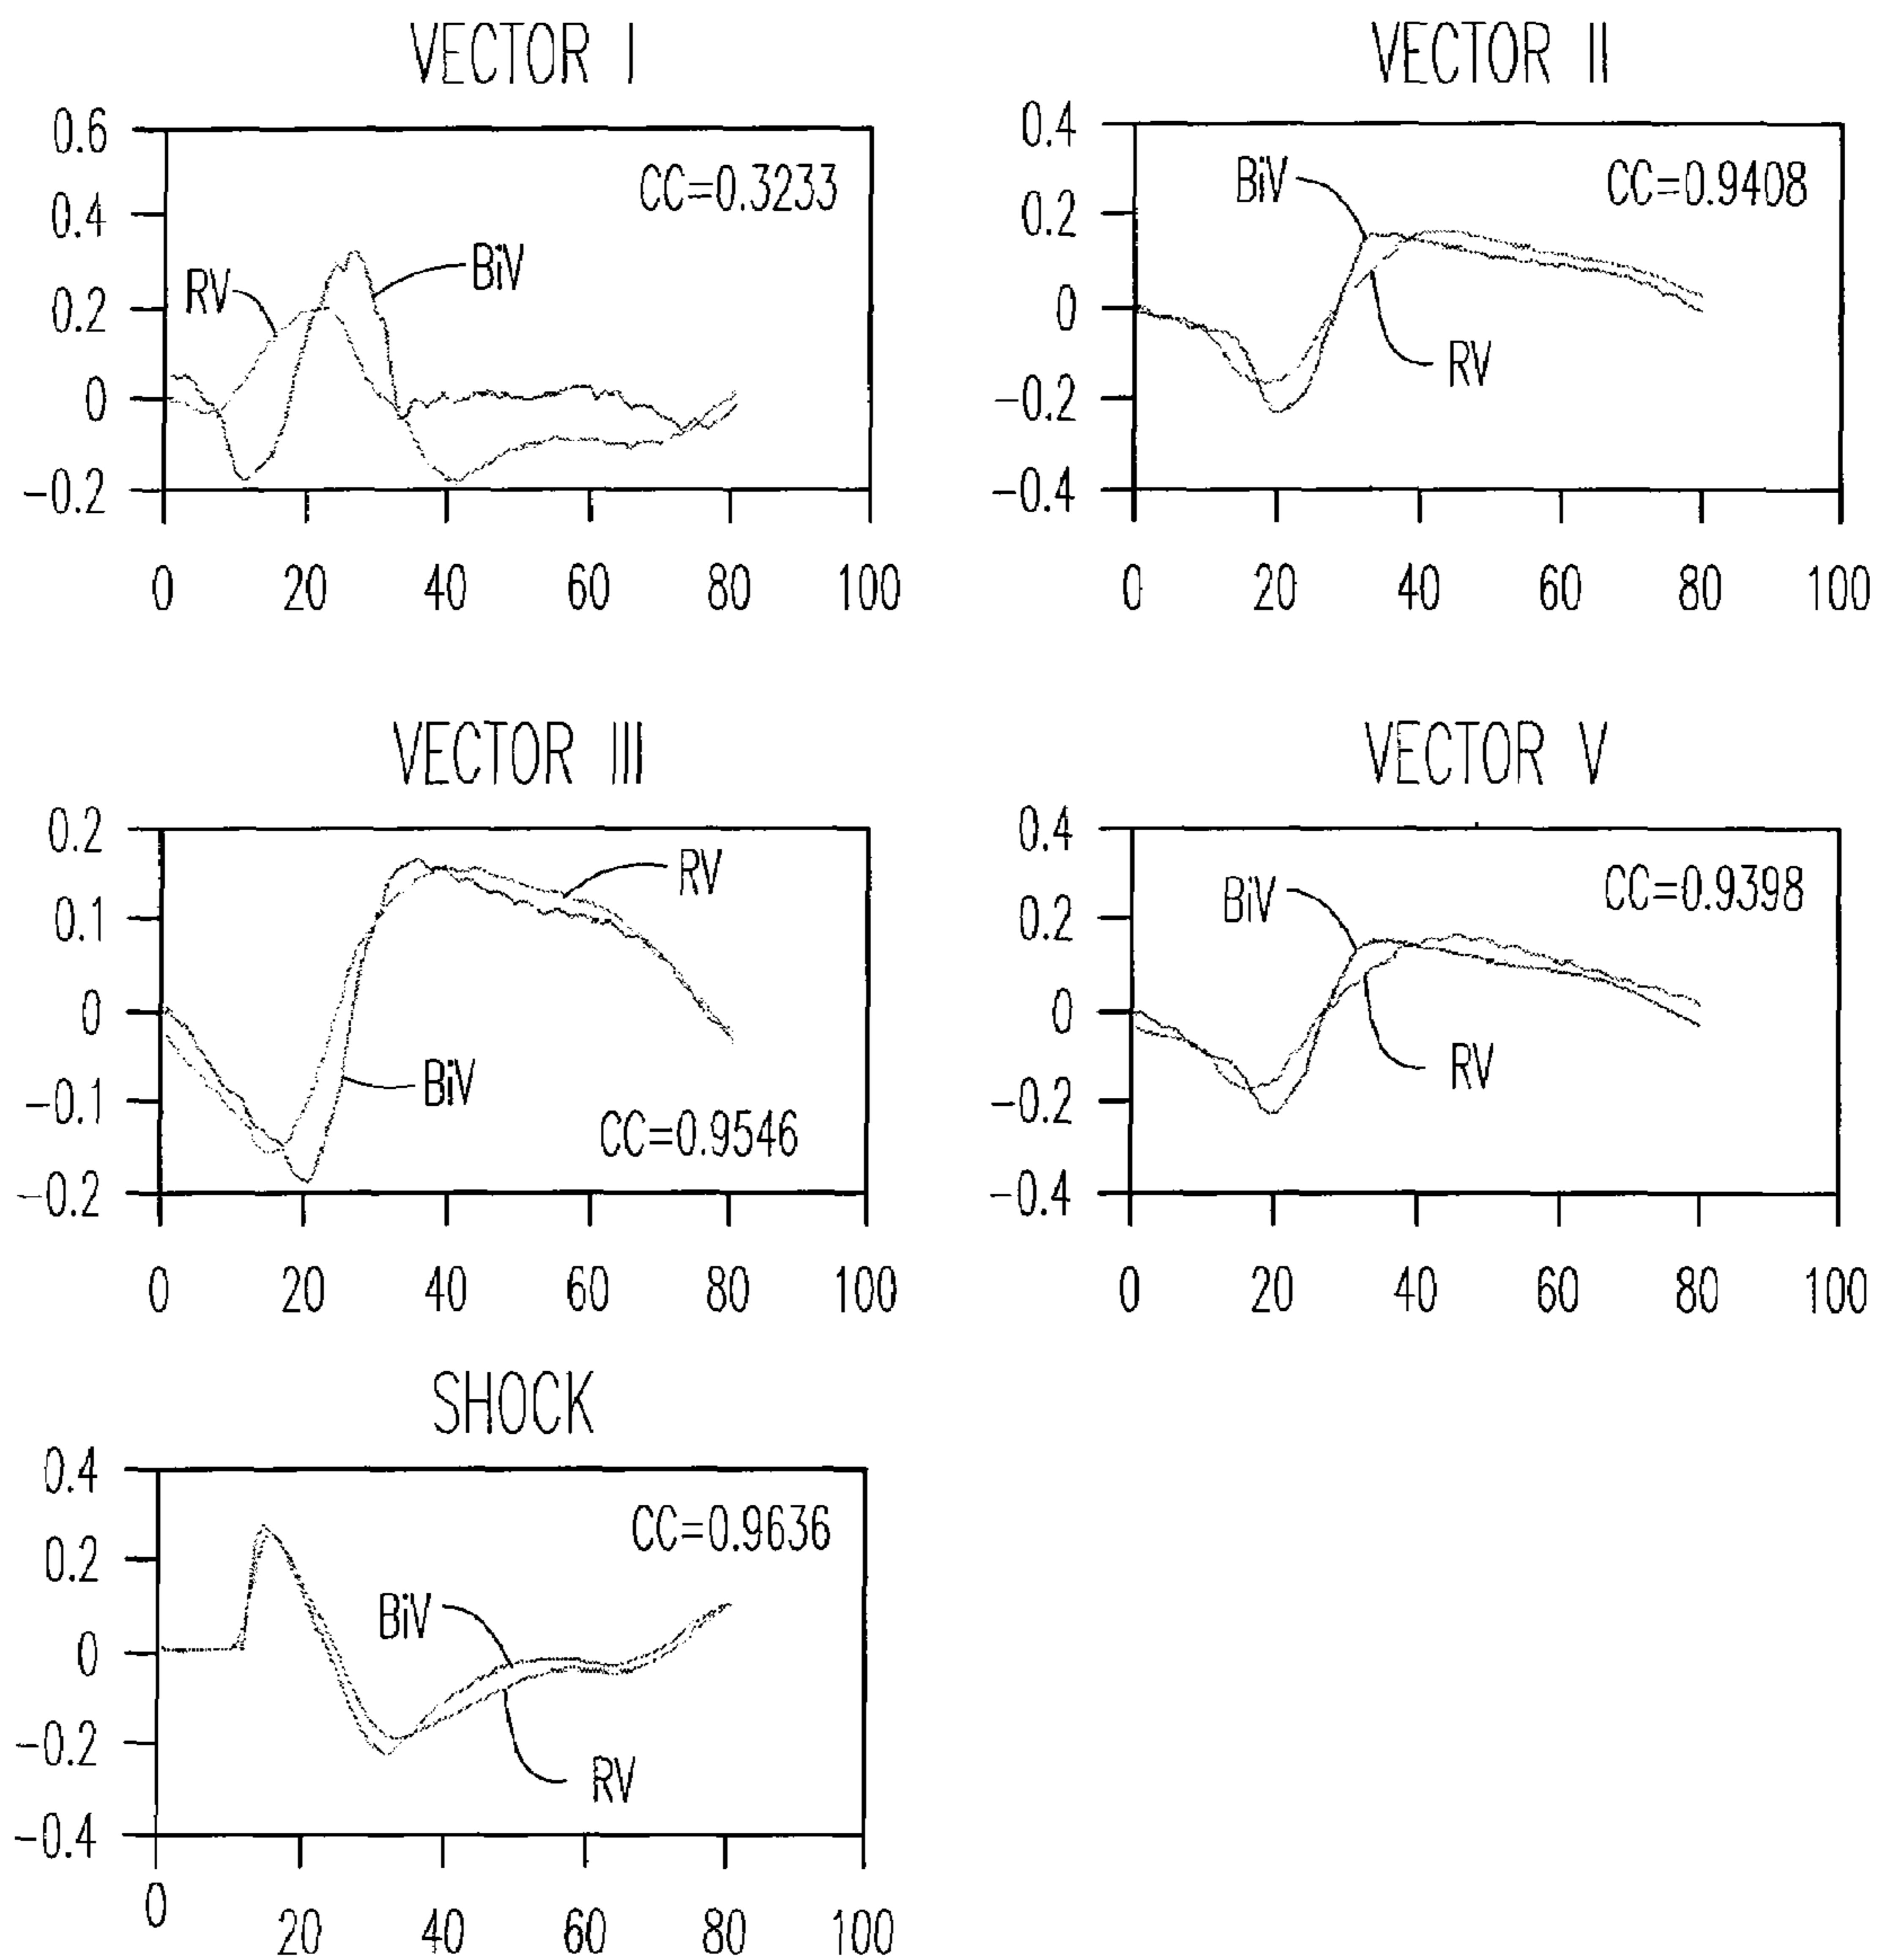 VECTOR I
0.6
0.4
0.2
0
-0.2
CC=0.3233
RV
BiV
0 20 40 60 80 100
VECTOR II
0.4
0.2
0
-0.2
-0.4
BiV
CC=0.9408
RV
0 20 40 60 80 100
VECTOR III
0.2
0.1
0
-0.1
-0.2
RV
BiV
CC=0.9546
0 20 40 60 80 100
VECTOR V
0.4
0.2
0
-0.2
-0.4
BiV
CC=0.9398
RV
0 20 40 60 80 100
SHOCK
0.4
0.2
0
-0.2
-0.4
CC=0.9636
BiV
RV
0 20 40 60 80 100